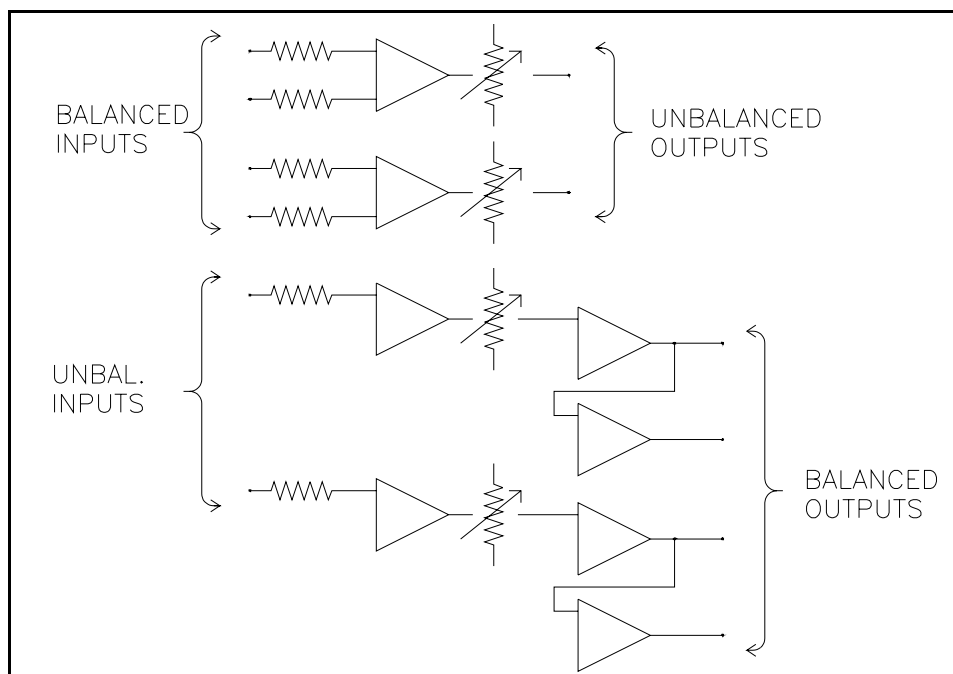 BALANCED
INPUTS
UNBALANCED
OUTPUTS
UNBAL.
INPUTS
BALANCED
OUTPUTS